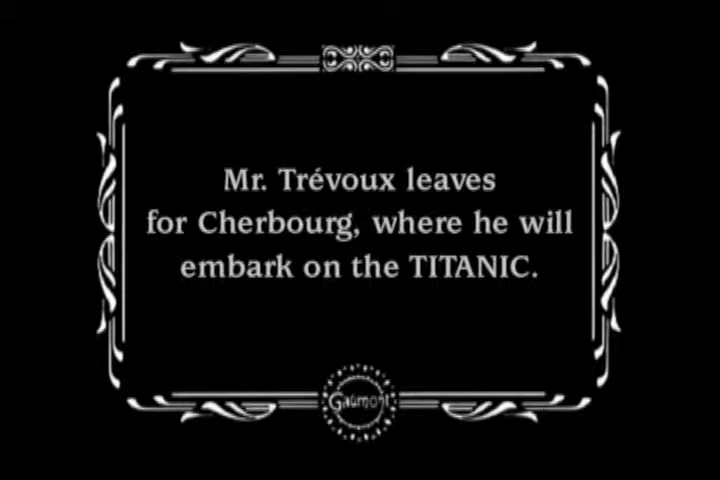 Mr. Trévoux leaves
for Cherbourg, where he will
embark on the TITANIC.
Gaumont